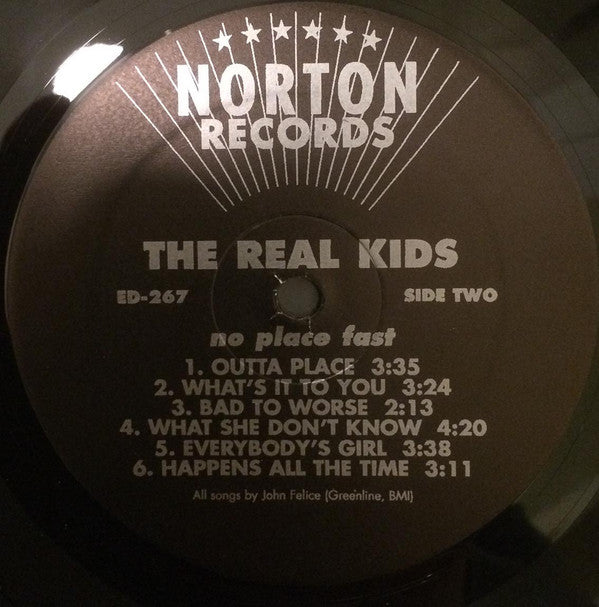 NORTON
RECORDS
THE REAL KIDS
ED-267 SIDE TWO
no place fast
1. OUTTA PLACE 3:35
2. WHAT'S IT TO YOU 3:24
3. BAD TO WORSE 2:13
4. WHAT SHE DON'T KNOW 4:20
5. EVERYBODY'S GIRL 3:38
6. HAPPENS ALL THE TIME 3:11
All songs by John Felice (Greenline, BMI)